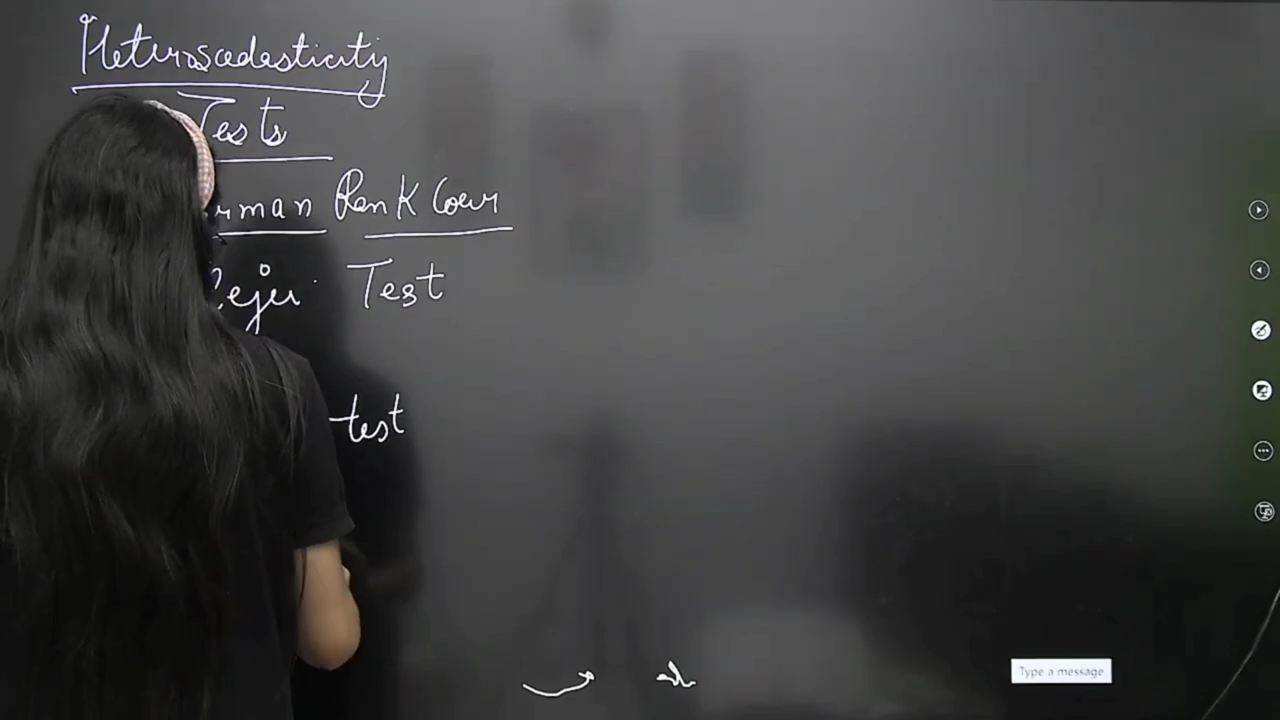 Heteroscedasticity
Tests
rman Rank Corr
Test
test
Type a message